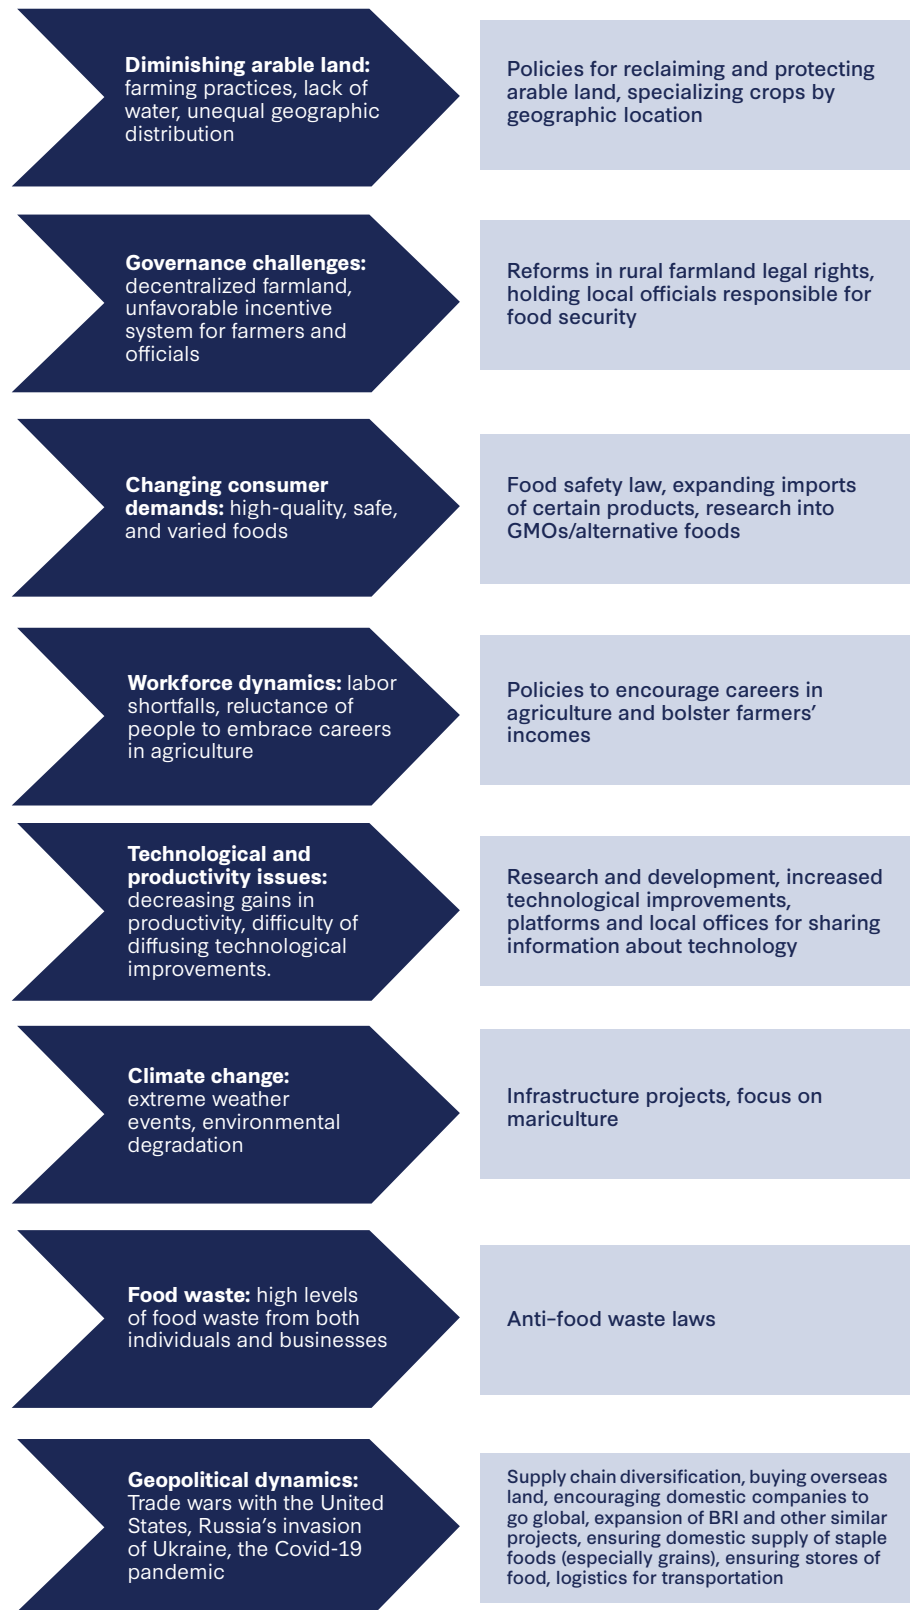 Diminishing arable land:
farming practices, lack of
water, unequal geographic
distribution
Policies for reclaiming and protecting
arable land, specializing crops by
geographic location
Governance challenges:
decentralized farmland,
unfavorable incentive
system for farmers and
officials
Reforms in rural farmland legal rights,
holding local officials responsible for
food security
Changing consumer
demands: high-quality, safe,
and varied foods
Food safety law, expanding imports
of certain products, research into
GMOs/alternative foods
Workforce dynamics: labor
shortfalls, reluctance of
people to embrace careers
in agriculture
Policies to encourage careers in
agriculture and bolster farmers’
incomes
Technological and
productivity issues:
decreasing gains in
productivity, difficulty of
diffusing technological
improvements.
Research and development, increased
technological improvements,
platforms and local offices for sharing
information about technology
Climate change:
extreme weather
events, environmental
degradation
Infrastructure projects, focus on
mariculture
Food waste: high levels
of food waste from both
individuals and businesses
Anti-food waste laws
Geopolitical dynamics:
Trade wars with the United
States, Russia’s invasion
of Ukraine, the Covid-19
pandemic
Supply chain diversification, buying overseas
land, encouraging domestic companies to
go global, expansion of BRI and other similar
projects, ensuring domestic supply of staple
foods (especially grains), ensuring stores of
food, logistics for transportation